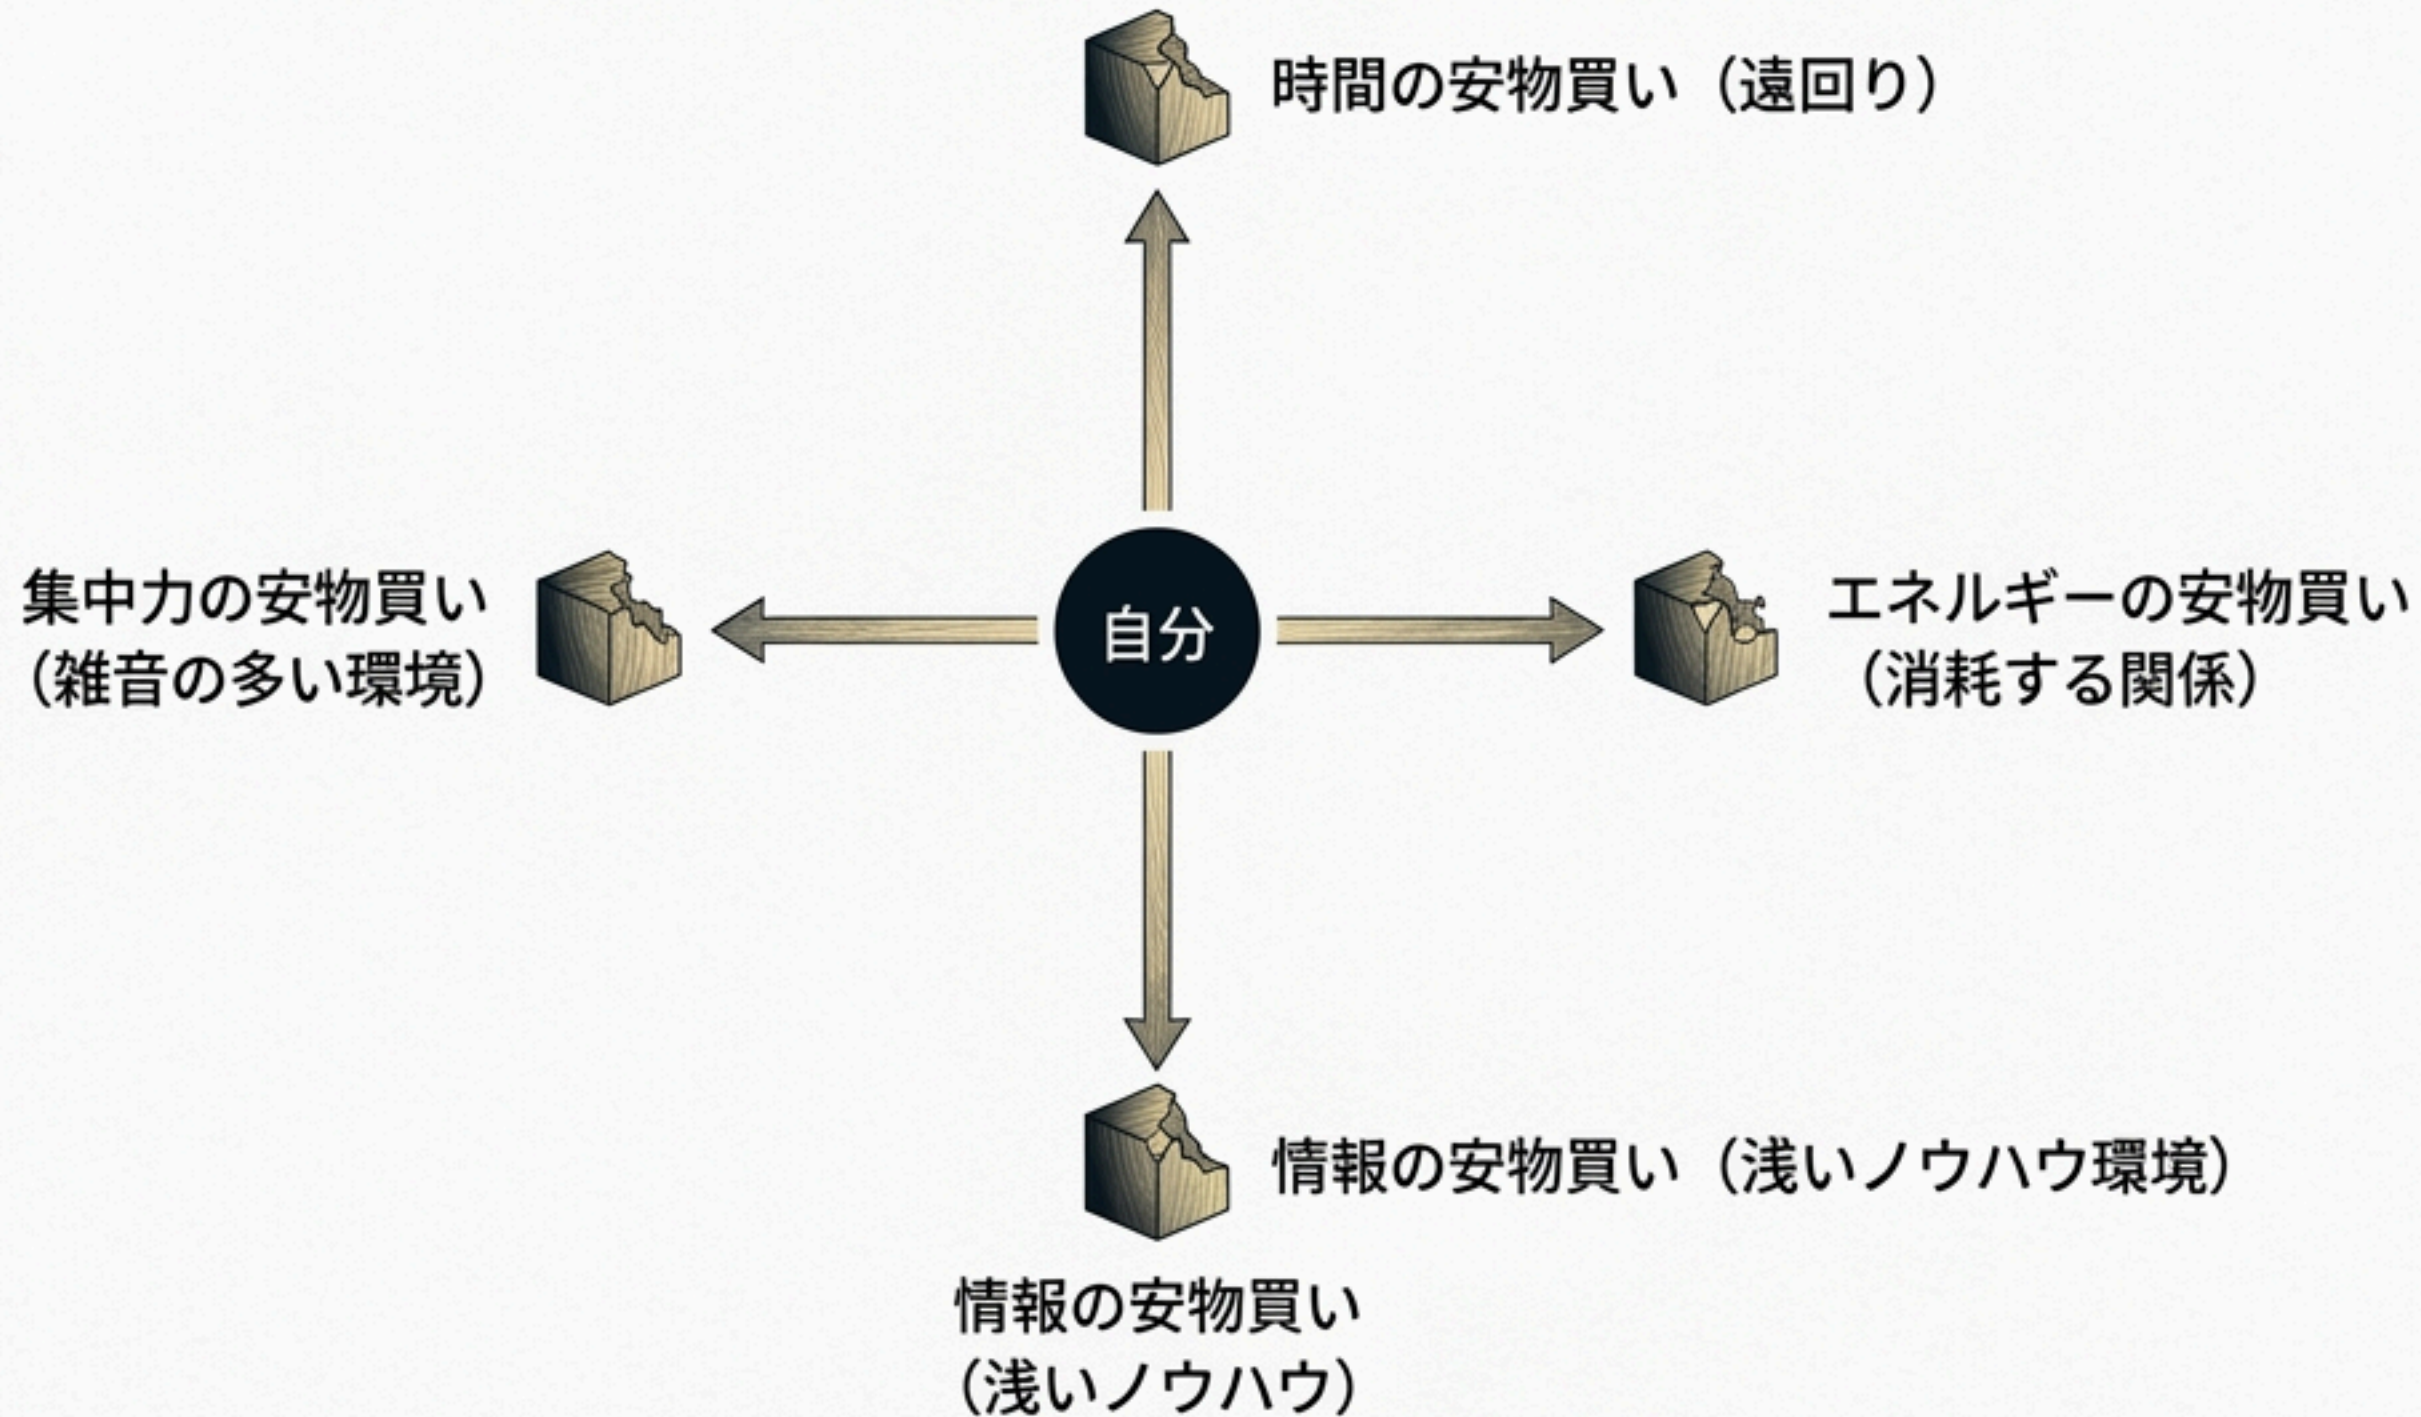 時間の安物買い（遠回り）
集中力の安物買い
（雑音の多い環境）
自分
エネルギーの安物買い
（消耗する関係）
情報の安物買い（浅いノウハウ環境）
情報の安物買い
（浅いノウハウ）